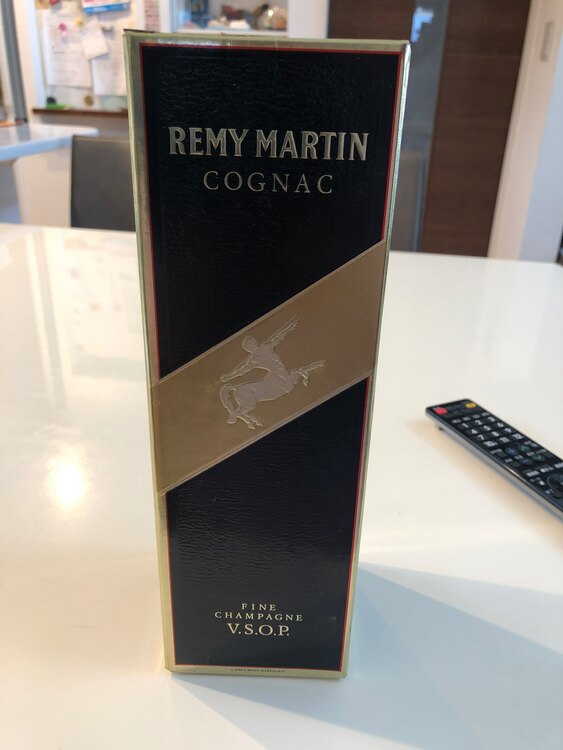 REMY MARTIN
COGNAC
FINE
CHAMPAGNE
V.S.O.P.